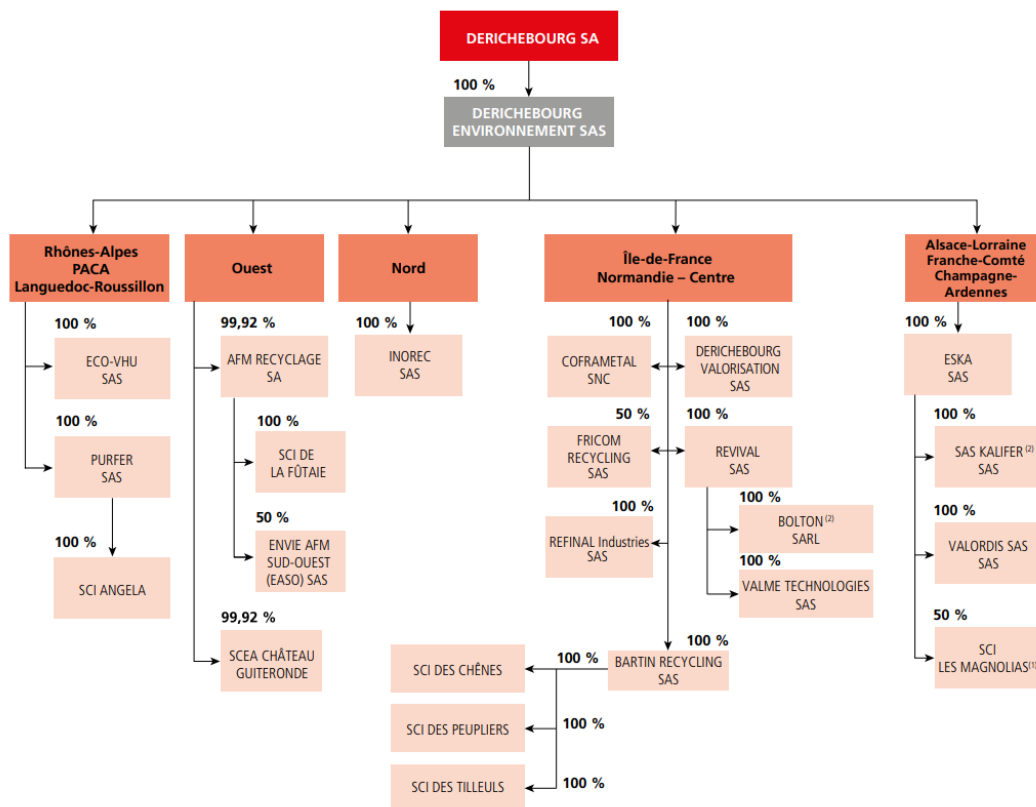 DERICHEBOURG SA
100 %
DERICHEBOURG
ENVIRONNEMENT SAS
Rhônes-Alpes
PACA
Languedoc-Roussillon
100 %
ECO-VHU
SAS
100 %
PURFER
SAS
100 %
SCI ANGELA
Ouest
99,92 %
AFM RECYCLAGE
SA
100 %
SCI DE
LA FÛTAIE
50 %
ENVIE AFM
SUD-OUEST
(EASO) SAS
99,92 %
SCEA CHÂTEAU
GUITERONDE
Nord
100 %
INOREC
SAS
Île-de-France
Normandie – Centre
100 %
COFRAMETAL
SNC
100 %
DERICHEBOURG
VALORISATION
SAS
50 %
FRICOM
RECYCLING
SAS
100 %
REVIVAL
SAS
100 %
BOLTON (2)
SARL
100 %
VALME TECHNOLOGIES
SAS
100 %
REFINAL Industries
SAS
100 %
BARTIN RECYCLING
SAS
100 %
SCI DES CHÊNES
100 %
SCI DES PEUPLIERS
100 %
SCI DES TILLEULS
Alsace-Lorraine
Franche-Comté
Champagne-
Ardennes
100 %
ESKA
SAS
100 %
SAS KALIFER (2)
SAS
100 %
VALORDIS SAS
SAS
50 %
SCI
LES MAGNOLIAS(1)